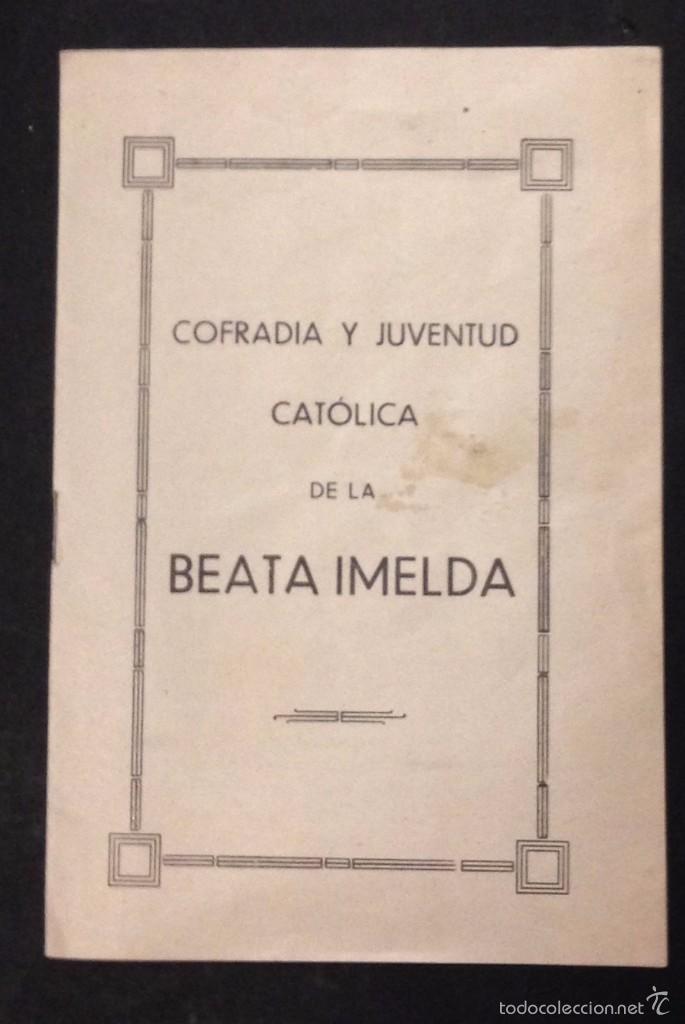 COFRADIA Y JUVENTUD
CATÓLICA
DE LA
BEATA IMELDA
todocoleccion.net